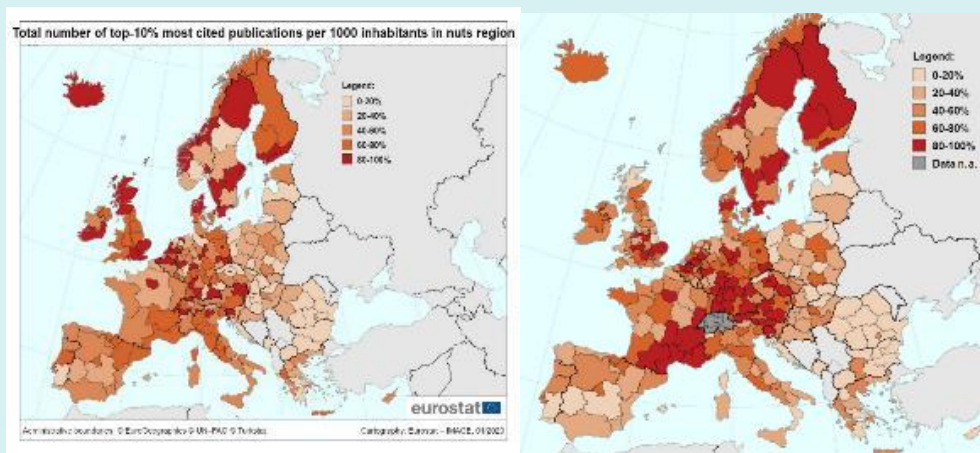 Total number of top-10% most cited publications per 1000 inhabitants in nuts region
Legend:
0-20%
20-40%
40-60%
60-80%
80-100%
eurostat
Administrative boundaries: © EuroGeographics © UN-FAO © Turkstat
Cartography: Eurostat – IMAGE, 01/2023
Legend:
0-20%
20-40%
40-60%
60-80%
80-100%
Data n.a.